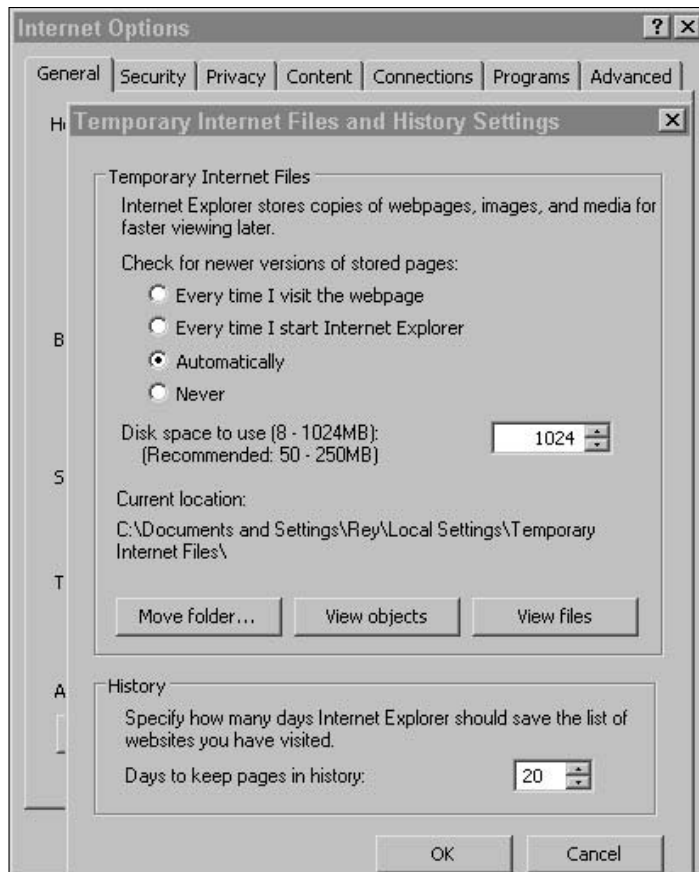 Internet Options
General Security Privacy Content Connections Programs Advanced
Temporary Internet Files and History Settings
Temporary Internet Files
Internet Explorer stores copies of webpages, images, and media for
faster viewing later.
Check for newer versions of stored pages:
Every time I visit the webpage
Every time I start Internet Explorer
Automatically
Never
B
Disk space to use (8 - 1024MB): 1024
(Recommended: 50 - 250MB)
S
Current location:
C:\Documents and Settings\Rey\Local Settings\Temporary
Internet Files\
T
Move folder... View objects View files
A
History
Specify how many days Internet Explorer should save the list of
websites you have visited.
Days to keep pages in history: 20
OK Cancel